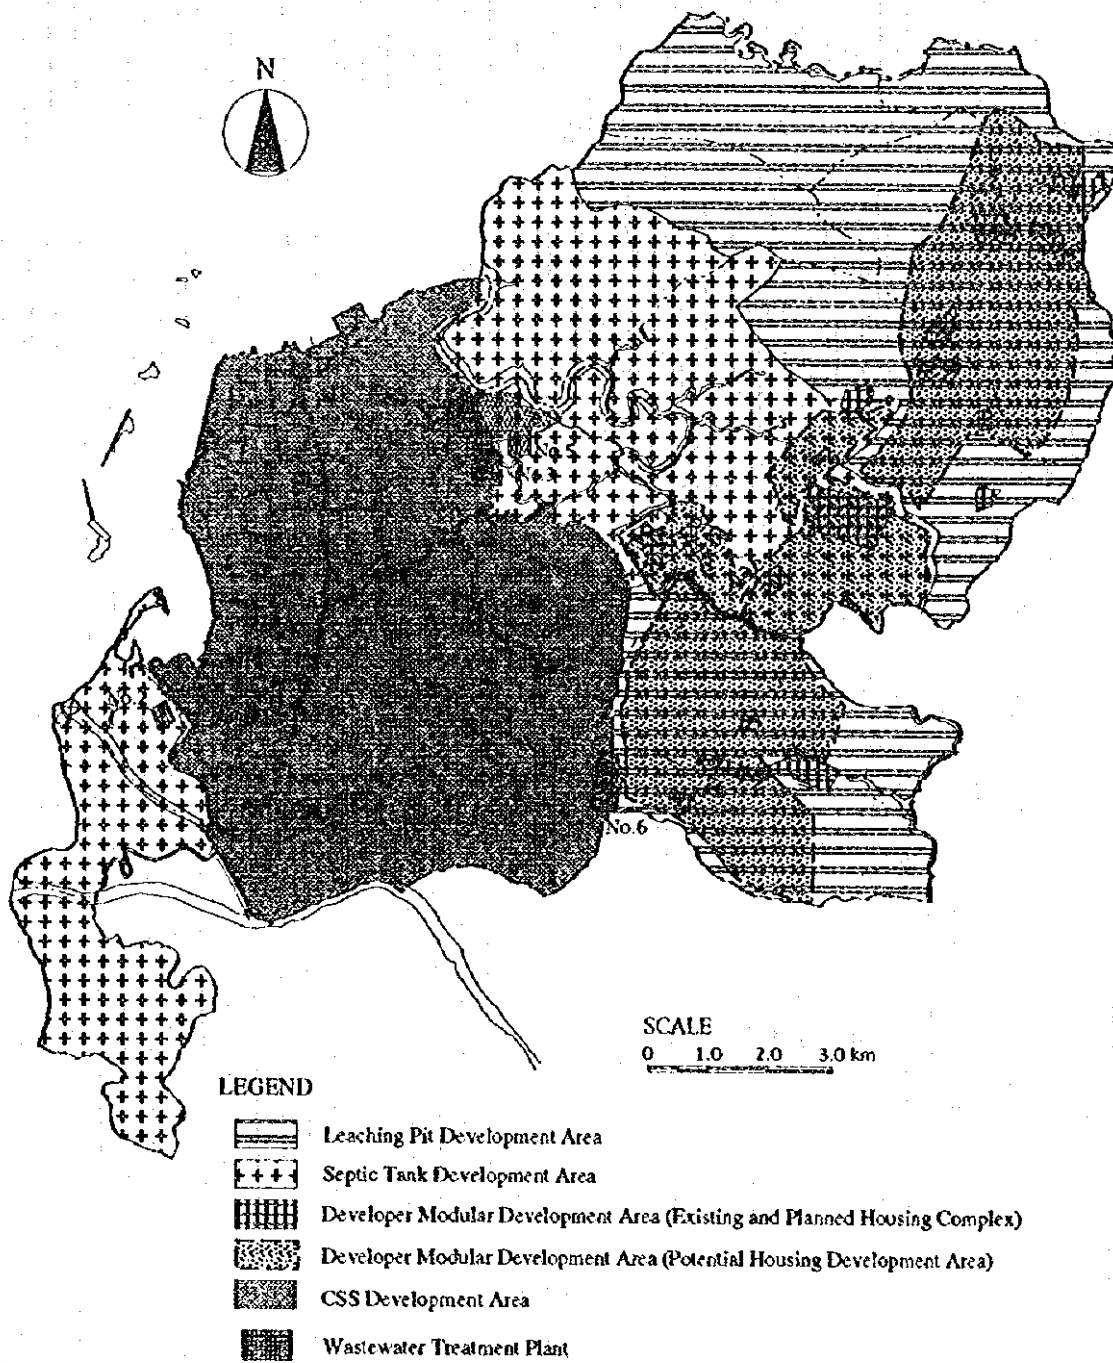 N
No.5
No.6
SCALE
0 1.0 2.0 3.0 km
LEGEND
Leaching Pit Development Area
Septic Tank Development Area
Developer Modular Development Area (Existing and Planned Housing Complex)
Developer Modular Development Area (Potential Housing Development Area)
CSS Development Area
Wastewater Treatment Plant